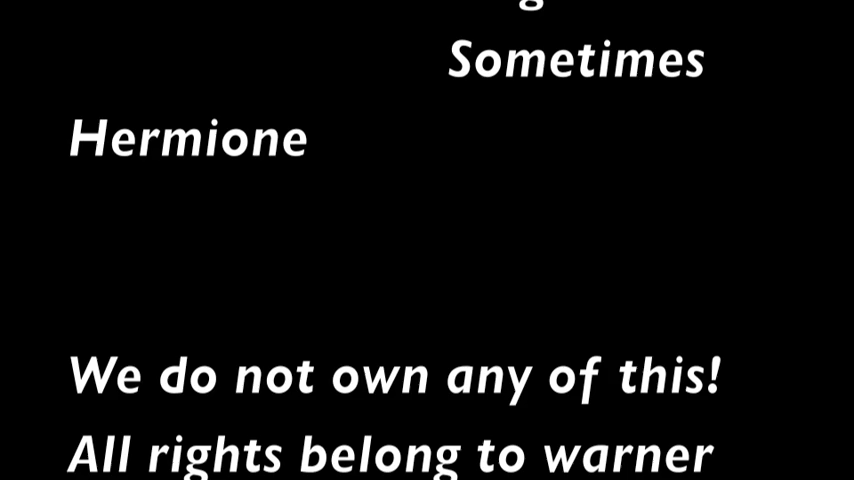 Sometimes
Hermione
We do not own any of this!
All rights belong to warner